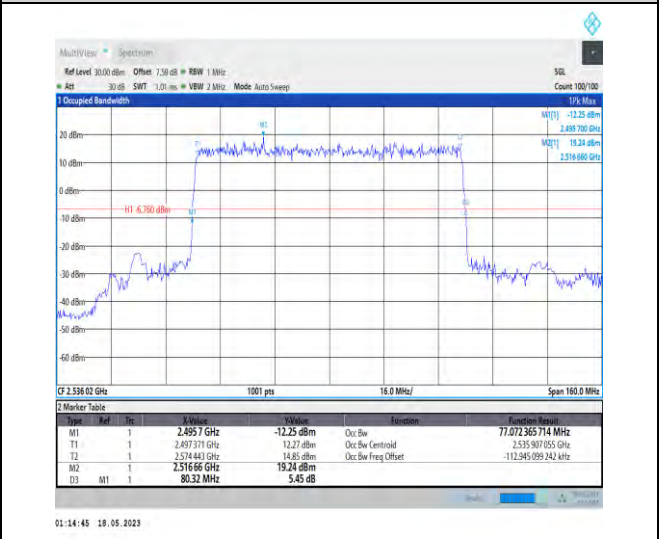 MultiView Spectrum
Ref Level 30.00 dBm Offset 7.59 dB RBW 1 MHz SGL
Att 30 dB SWT 1.01 ms VBW 2 MHz Mode Auto Sweep Count 100/100
1 Occupied Bandwidth 1Pk Max
M1[1] -12.25 dBm
2.495 700 GHz
M2[1] 19.24 dBm
2.516 660 GHz
M2
T1
20 dBm
10 dBm
0 dBm
H1 -6.760 dBm
M1
-10 dBm
-20 dBm
-30 dBm
-40 dBm
-50 dBm
-60 dBm
CF 2.536 02 GHz 1001 pts 16.0 MHz/ Span 160.0 MHz
2 Marker Table
Type Ref Trc X-Value Y-Value Function Function Result
M1 1 2.4957 GHz -12.25 dBm Occ Bw 77.072 365 714 MHz
T1 1 2.497 371 GHz 12.27 dBm Occ Bw Centroid 2.535 907 055 GHz
T2 1 2.574 443 GHz 14.85 dBm Occ Bw Freq Offset -112.945 099 242 kHz
M2 1 2.516 66 GHz 19.24 dBm
D3 M1 1 80.32 MHz 5.45 dB
01:14:45 18.05.2023